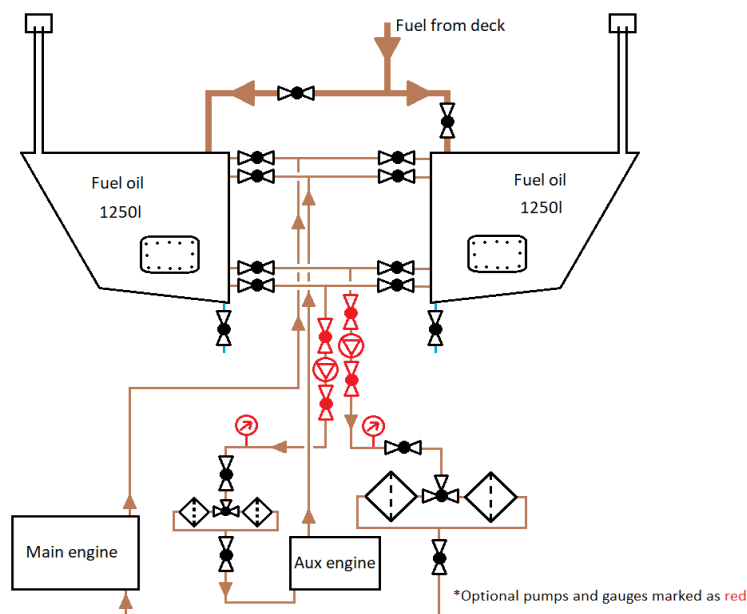 Fuel from deck
Fuel oil
1250l
Fuel oil
1250l
Main engine
Aux engine
*Optional pumps and gauges marked as red